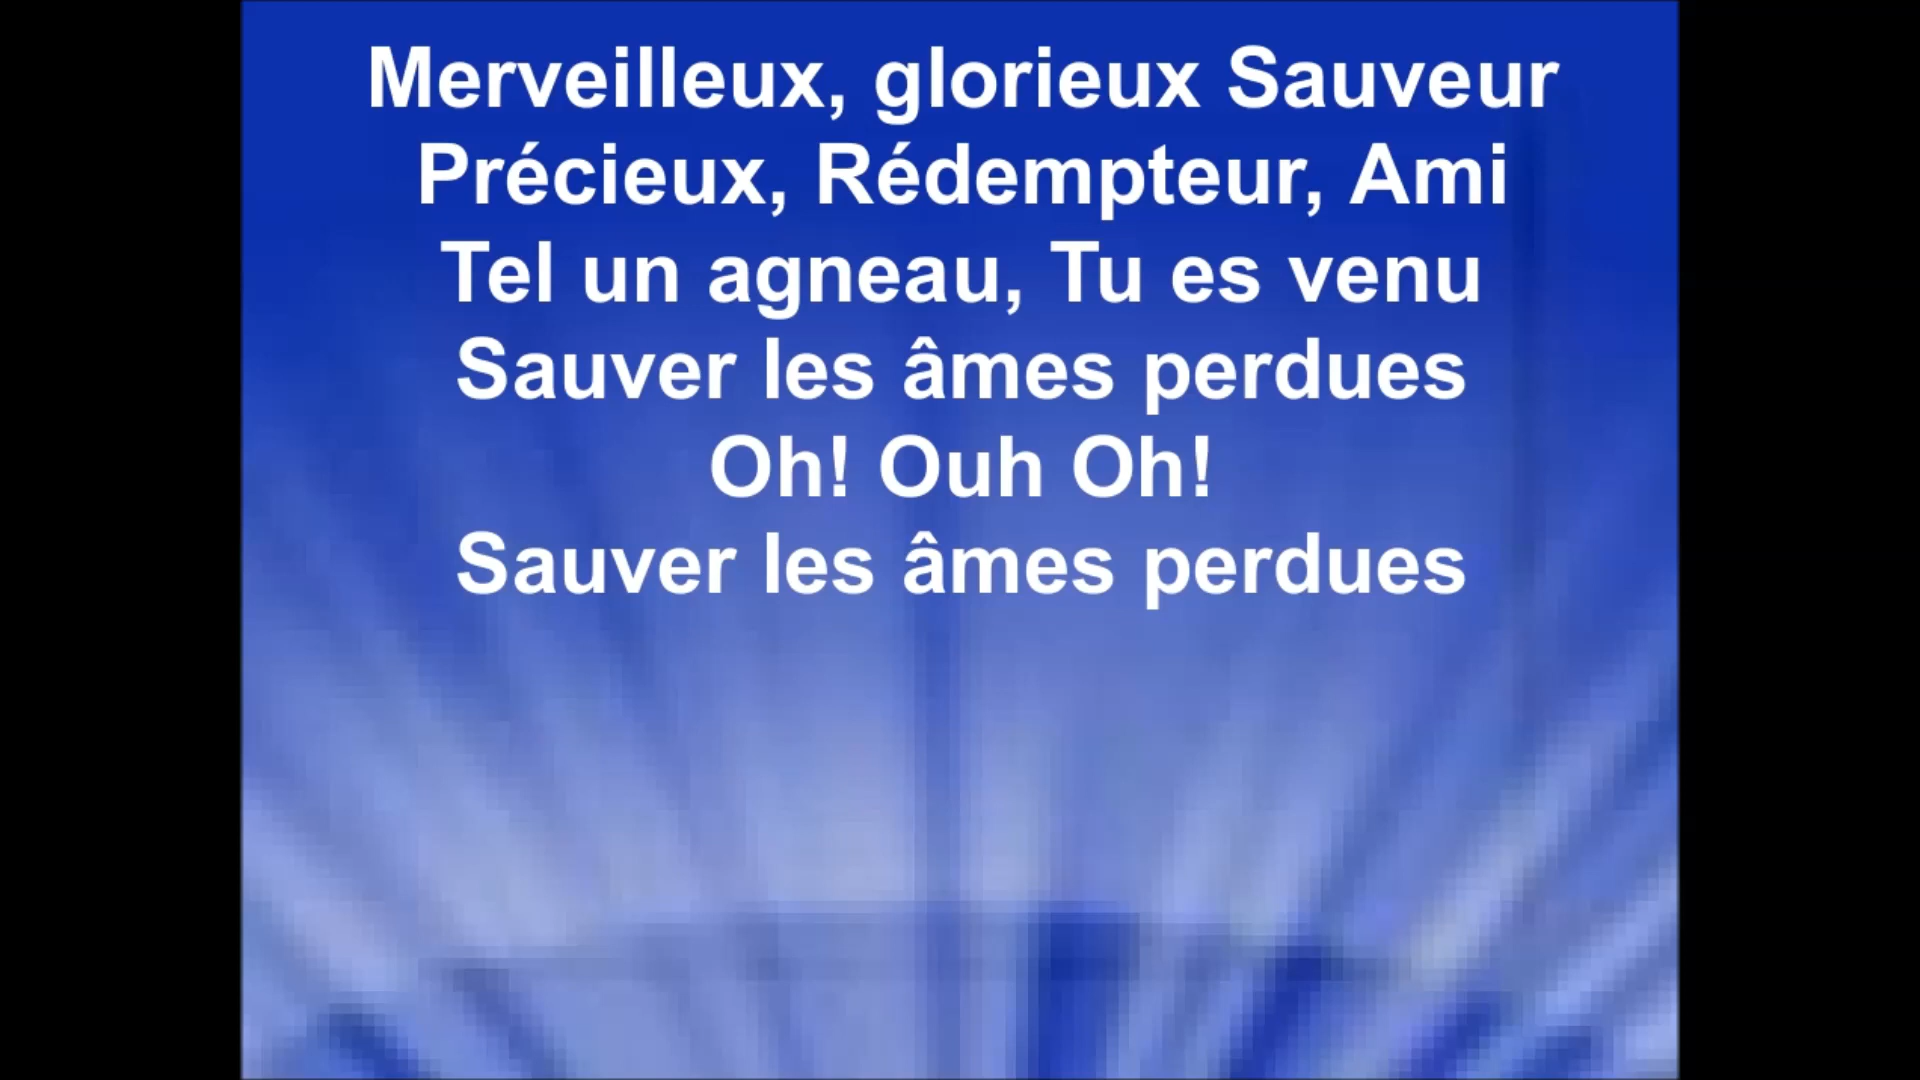 Merveilleux, glorieux Sauveur
Précieux, Rédempteur, Ami
Tel un agneau, Tu es venu
Sauver les âmes perdues
Oh! Ouh Oh!
Sauver les âmes perdues